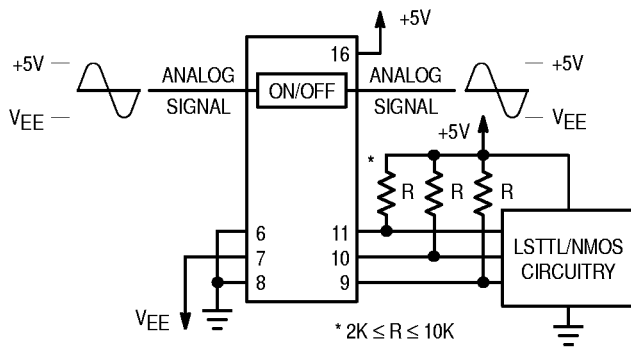 +5V
16
+5V
ANALOG
SIGNAL
ON/OFF
ANALOG
SIGNAL
+5V
VEE
VEE
+5V
*
R
R
R
6
11
7
10
8
9
LSTTL/NMOS
CIRCUITRY
VEE
* 2K ≤ R ≤ 10K